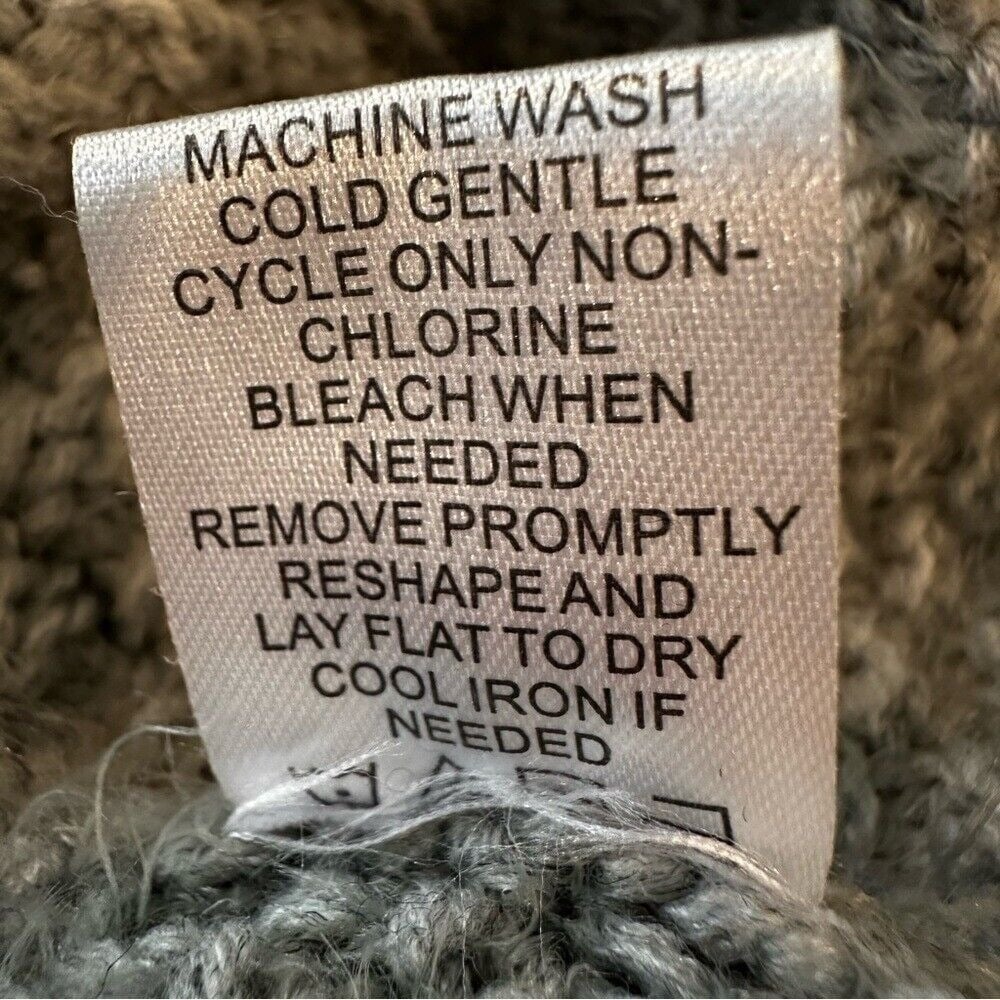 MACHINE WASH
COLD GENTLE
CYCLE ONLY NON-
CHLORINE
BLEACH WHEN
NEEDED
REMOVE PROMPTLY
RESHAPE AND
LAY FLAT TO DRY
COOL IRON IF
NEEDED